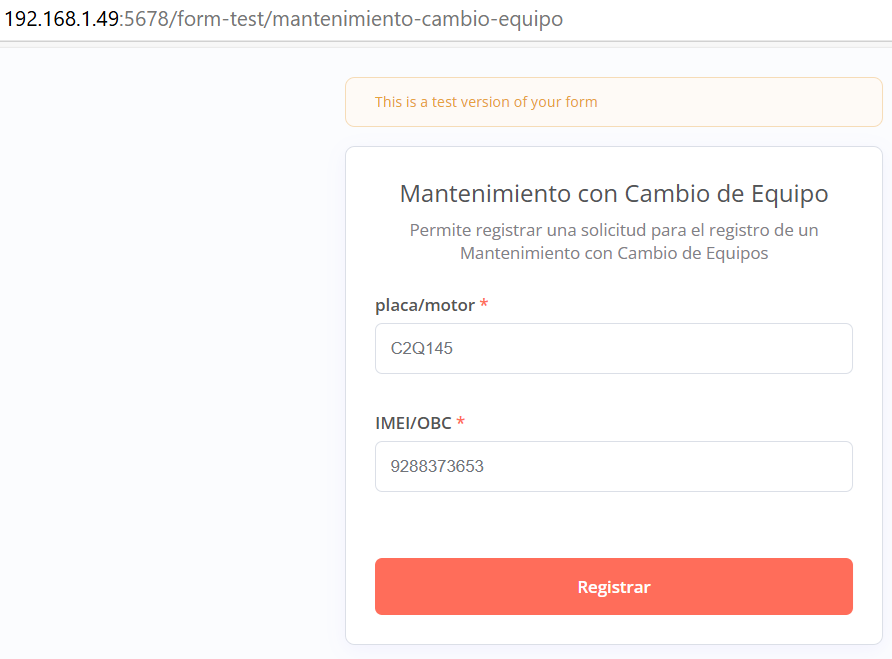 192.168.1.49:5678/form-test/mantenimiento-cambio-equipo
This is a test version of your form
Mantenimiento con Cambio de Equipo
Permite registrar una solicitud para el registro de un
Mantenimiento con Cambio de Equipos
placa/motor *
C2Q145
IMEI/OBC *
9288373653
Registrar